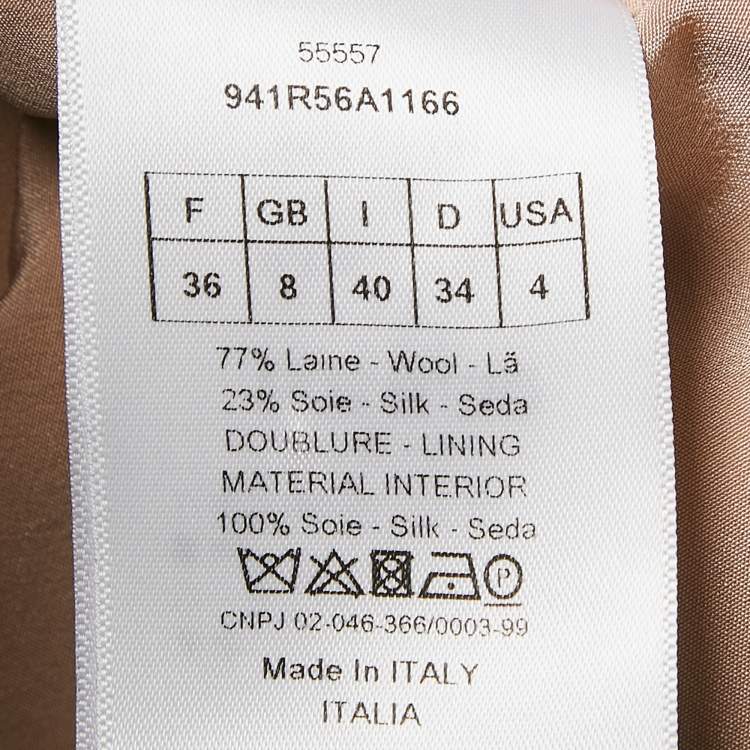 55557
941R56A1166
F GB I D USA
36 8 40 34 4
77% Laine - Wool - Lã
23% Soie - Silk - Seda
DOUBLURE - LINING
MATERIAL INTERIOR
100% Soie - Silk - Seda
P
CNPJ 02-046-366/0003-99
Made In ITALY
ITALIA